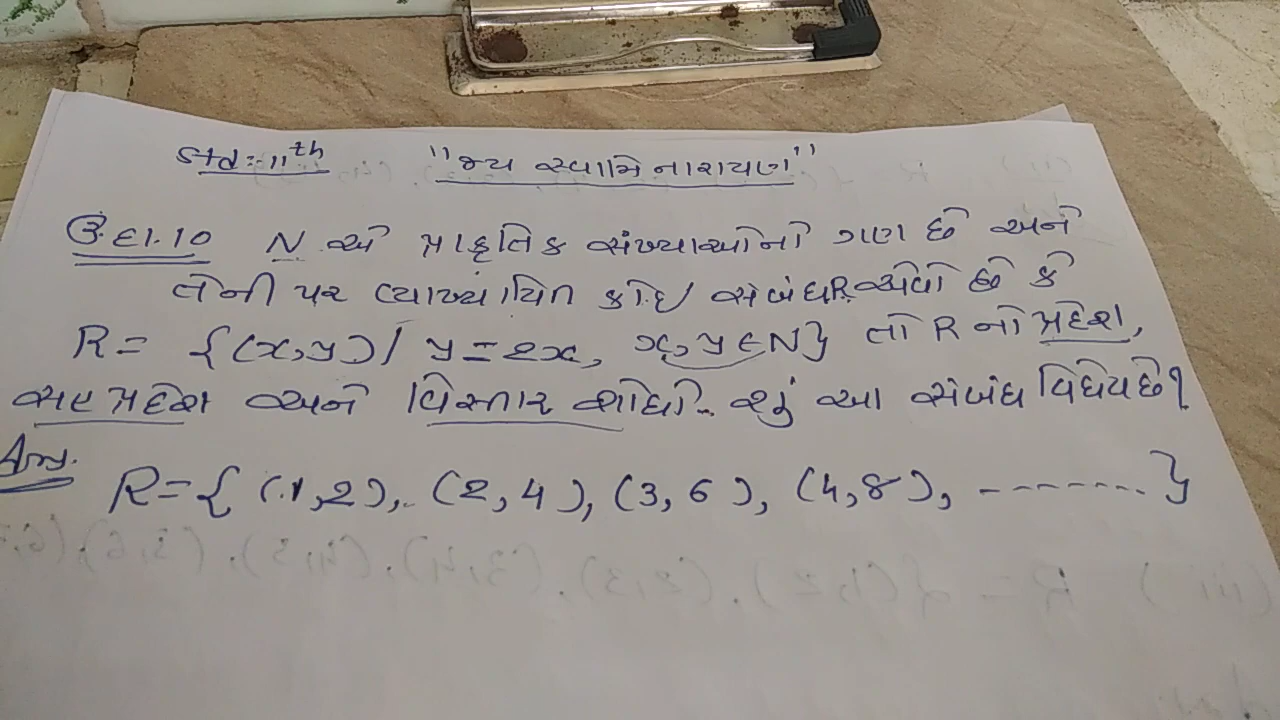 Std:-11th "જય સ્વામિનારાયણ"
ઉદા.10 N એ પ્રાકૃતિક સંખ્યાઓનો ગણ છે અને
તેની પર વ્યાખ્યાયિત કોઈ સંબંધ R એવો છે કે
R = {(x,y) / y = 2x, x,y ∈ N} તો R નો પ્રદેશ,
સહપ્રદેશ અને વિસ્તાર શોધો. શું આ સંબંધ વિધેય છે?
Ans.
R = { (1,2), (2,4), (3,6), (4,8), -------- }